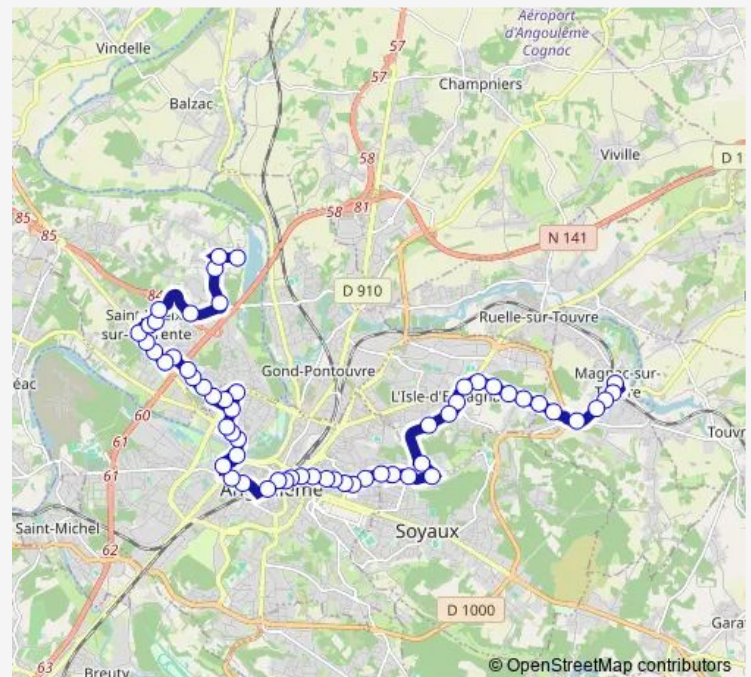 Aéroport
d'Angoulême
Cognac
57
Vindelle
57
Champniers
Balzac
58
Viville
D 1
85
58
81
85
N 141
84
D 910
Ruelle-sur-Touvre
Gond-Pontouvre
Magnac-sur-
60
61
Touvr
61
61
Saint-Michel
Soyaux
62
D 1000
Gara
63
Breuty
© OpenStreetMap contributors